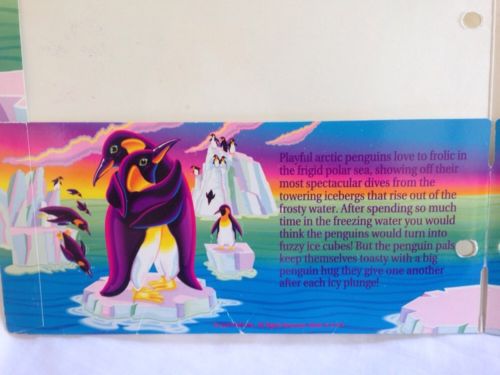 Playful arctic penguins love to frolic in
the frigid polar sea, showing off their
most spectacular dives from the
towering icebergs that rise out of the
frosty water. After spending so much
time in the freezing water you would
think the penguins would turn into
fuzzy ice cubes! But the penguin pals
keep themselves toasty with a big
penguin hug they give one another
after each icy plunge!